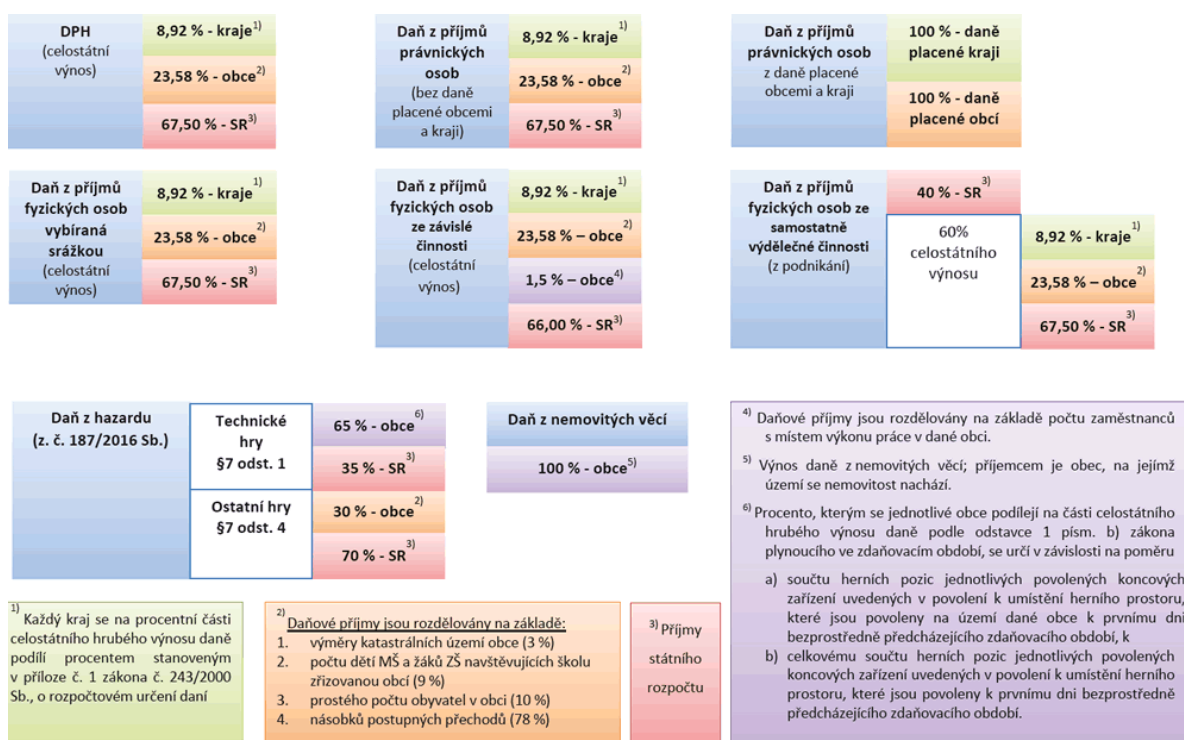 DPH
(celostátní
výnos)
8,92 % - kraje1)
23,58 % - obce2)
67,50 % - SR3)
Daň z příjmů
právnických
osob
(bez daně
placené obcemi
a kraji)
8,92 % - kraje1)
23,58 % - obce2)
67,50 % - SR3)
Daň z příjmů
právnických osob
z daně placené
obcemi a kraji
100 % - daně
placené kraji
100 % - daně
placené obcí
Daň z příjmů
fyzických osob
vybíraná
srážkou
(celostátní
výnos)
8,92 % - kraje1)
23,58 % - obce2)
67,50 % - SR3)
Daň z příjmů
fyzických osob
ze závislé
činnosti
(celostátní
výnos)
8,92 % - kraje1)
23,58 % – obce2)
1,5 % – obce4)
66,00 % - SR3)
Daň z příjmů
fyzických osob ze
samostatně
výdělečné činnosti
(z podnikání)
40 % - SR3)
60%
celostátního
výnosu
8,92 % - kraje1)
23,58 % – obce2)
67,50 % - SR3)
Daň z hazardu
(z. č. 187/2016 Sb.)
Technické
hry
§7 odst. 1
65 % - obce6)
35 % - SR3)
Ostatní hry
§7 odst. 4
30 % - obce2)
70 % - SR3)
Daň z nemovitých věcí
100 % - obce5)
4) Daňové příjmy jsou rozdělovány na základě počtu zaměstnanců
s místem výkonu práce v dané obci.
5) Výnos daně z nemovitých věcí; příjemcem je obec, na jejímž
území se nemovitost nachází.
6) Procento, kterým se jednotlivé obce podílejí na části celostátního
hrubého výnosu daně podle odstavce 1 písm. b) zákona
plynoucího ve zdaňovacím období, se určí v závislosti na poměru
a) součtu herních pozic jednotlivých povolených koncových
zařízení uvedených v povolení k umístění herního prostoru,
které jsou povoleny na území dané obce k prvnímu dni
bezprostředně předcházejícího zdaňovacího období, k
b) celkovému součtu herních pozic jednotlivých povolených
koncových zařízení uvedených v povolení k umístění herního
prostoru, které jsou povoleny k prvnímu dni bezprostředně
předcházejícího zdaňovacího období.
1) Každý kraj se na procentní části
celostátního hrubého výnosu daně
podílí procentem stanoveným
v příloze č. 1 zákona č. 243/2000
Sb., o rozpočtovém určení daní
2) Daňové příjmy jsou rozdělovány na základě:
1. výměry katastrálních území obce (3 %)
2. počtu dětí MŠ a žáků ZŠ navštěvujících školu
zřizovanou obcí (9 %)
3. prostého počtu obyvatel v obci (10 %)
4. násobků postupných přechodů (78 %)
3) Příjmy
státního
rozpočtu